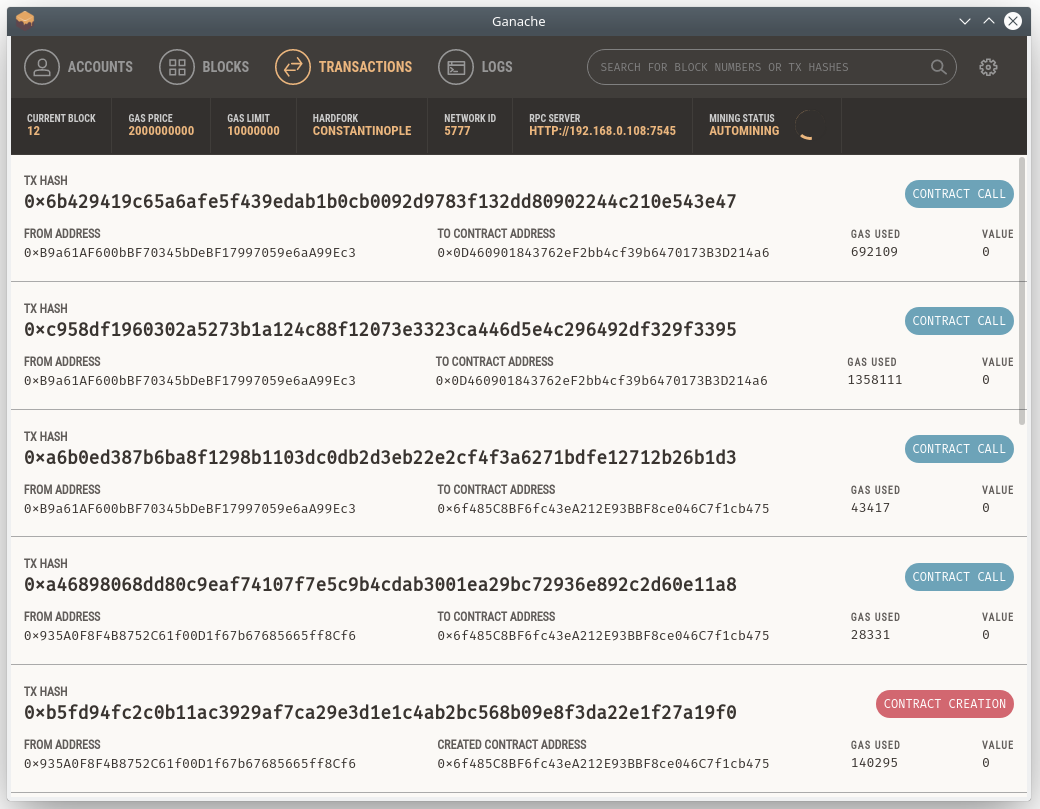 Ganache
ACCOUNTS BLOCKS TRANSACTIONS LOGS SEARCH FOR BLOCK NUMBERS OR TX HASHES
CURRENT BLOCK GAS PRICE GAS LIMIT HARDFORK NETWORK ID RPC SERVER MINING STATUS
12 2000000000 10000000 CONSTANTINOPLE 5777 HTTP://192.168.0.108:7545 AUTOMINING
TX HASH
0×6b429419c65a6afe5f439edab1b0cb0092d9783f132dd80902244c210e543e47 CONTRACT CALL
FROM ADDRESS TO CONTRACT ADDRESS GAS USED VALUE
0×B9a61AF600bBF70345bDeBF17997059e6aA99Ec3 0×0D460901843762eF2bb4cf39b6470173B3D214a6 692109 0
TX HASH
0×c958df1960302a5273b1a124c88f12073e3323ca446d5e4c296492df329f3395 CONTRACT CALL
FROM ADDRESS TO CONTRACT ADDRESS GAS USED VALUE
0×B9a61AF600bBF70345bDeBF17997059e6aA99Ec3 0×0D460901843762eF2bb4cf39b6470173B3D214a6 1358111 0
TX HASH
0×a6b0ed387b6ba8f1298b1103dc0db2d3eb22e2cf4f3a6271bdfe12712b26b1d3 CONTRACT CALL
FROM ADDRESS TO CONTRACT ADDRESS GAS USED VALUE
0×B9a61AF600bBF70345bDeBF17997059e6aA99Ec3 0×6f485C8BF6fc43eA212E93BBF8ce046C7f1cb475 43417 0
TX HASH
0×a46898068dd80c9eaf74107f7e5c9b4cdab3001ea29bc72936e892c2d60e11a8 CONTRACT CALL
FROM ADDRESS TO CONTRACT ADDRESS GAS USED VALUE
0×935A0F8F4B8752C61f00D1f67b67685665ff8Cf6 0×6f485C8BF6fc43eA212E93BBF8ce046C7f1cb475 28331 0
TX HASH
0×b5fd94fc2c0b11ac3929af7ca29e3d1e1c4ab2bc568b09e8f3da22e1f27a19f0 CONTRACT CREATION
FROM ADDRESS CREATED CONTRACT ADDRESS GAS USED VALUE
0×935A0F8F4B8752C61f00D1f67b67685665ff8Cf6 0×6f485C8BF6fc43eA212E93BBF8ce046C7f1cb475 140295 0